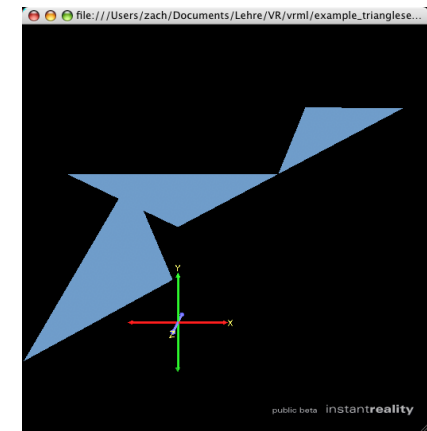 file:///Users/zach/Documents/Lehre/VR/vrml/example_trianglese...
Y
X
Z
public beta instantreality